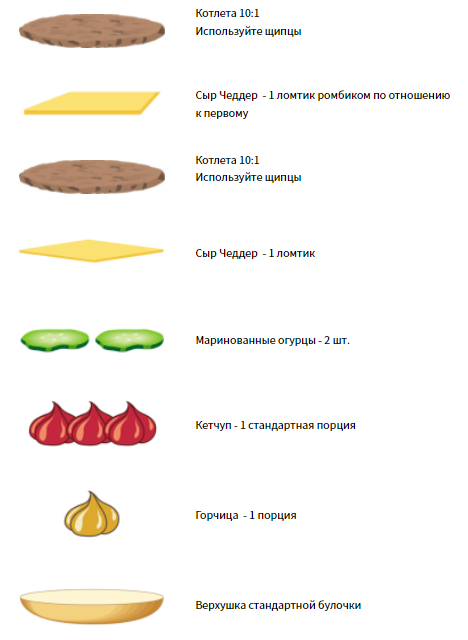 Котлета 10:1
Используйте щипцы
Сыр Чеддер - 1 ломтик ромбиком по отношению
к первому
Котлета 10:1
Используйте щипцы
Сыр Чеддер - 1 ломтик
Маринованные огурцы - 2 шт.
Кетчуп - 1 стандартная порция
Горчица - 1 порция
Верхушка стандартной булочки